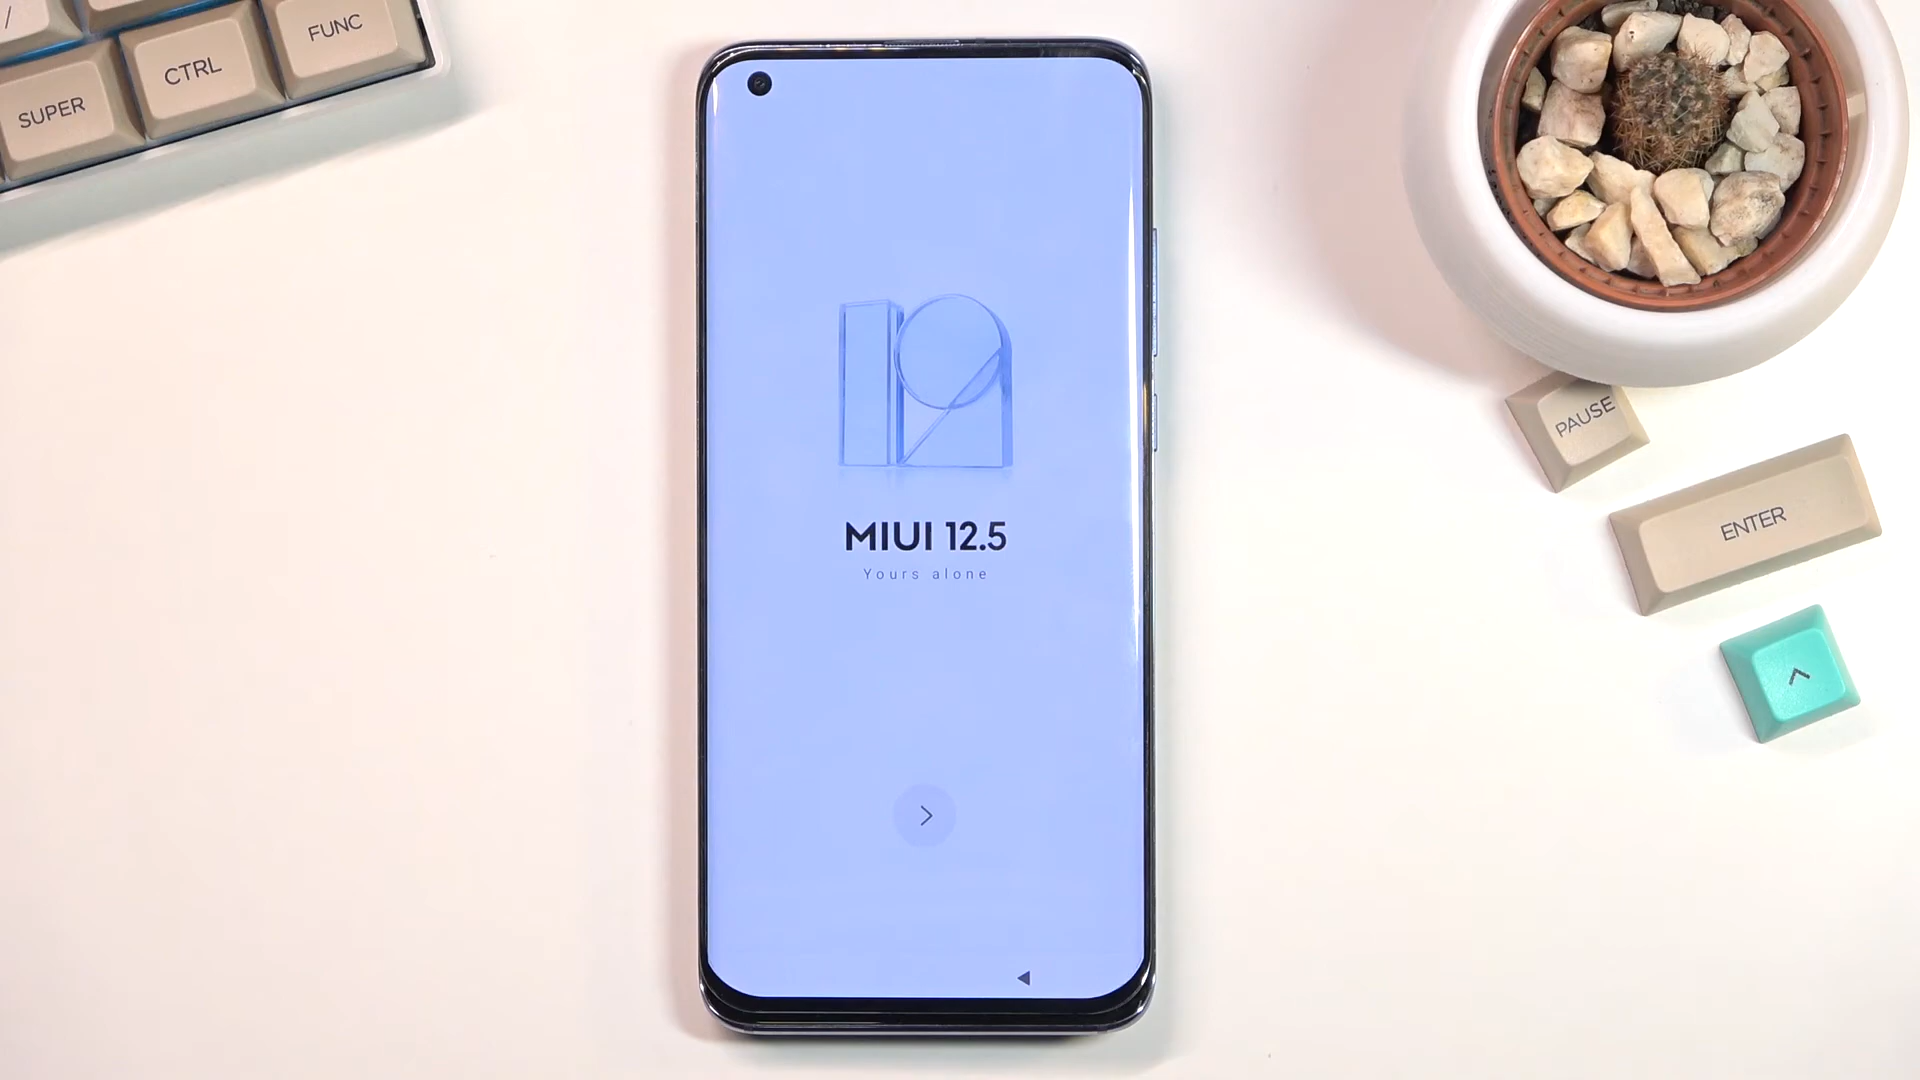 /
FUNC
CTRL
SUPER
MIUI 12.5
Yours alone
PAUSE
ENTER